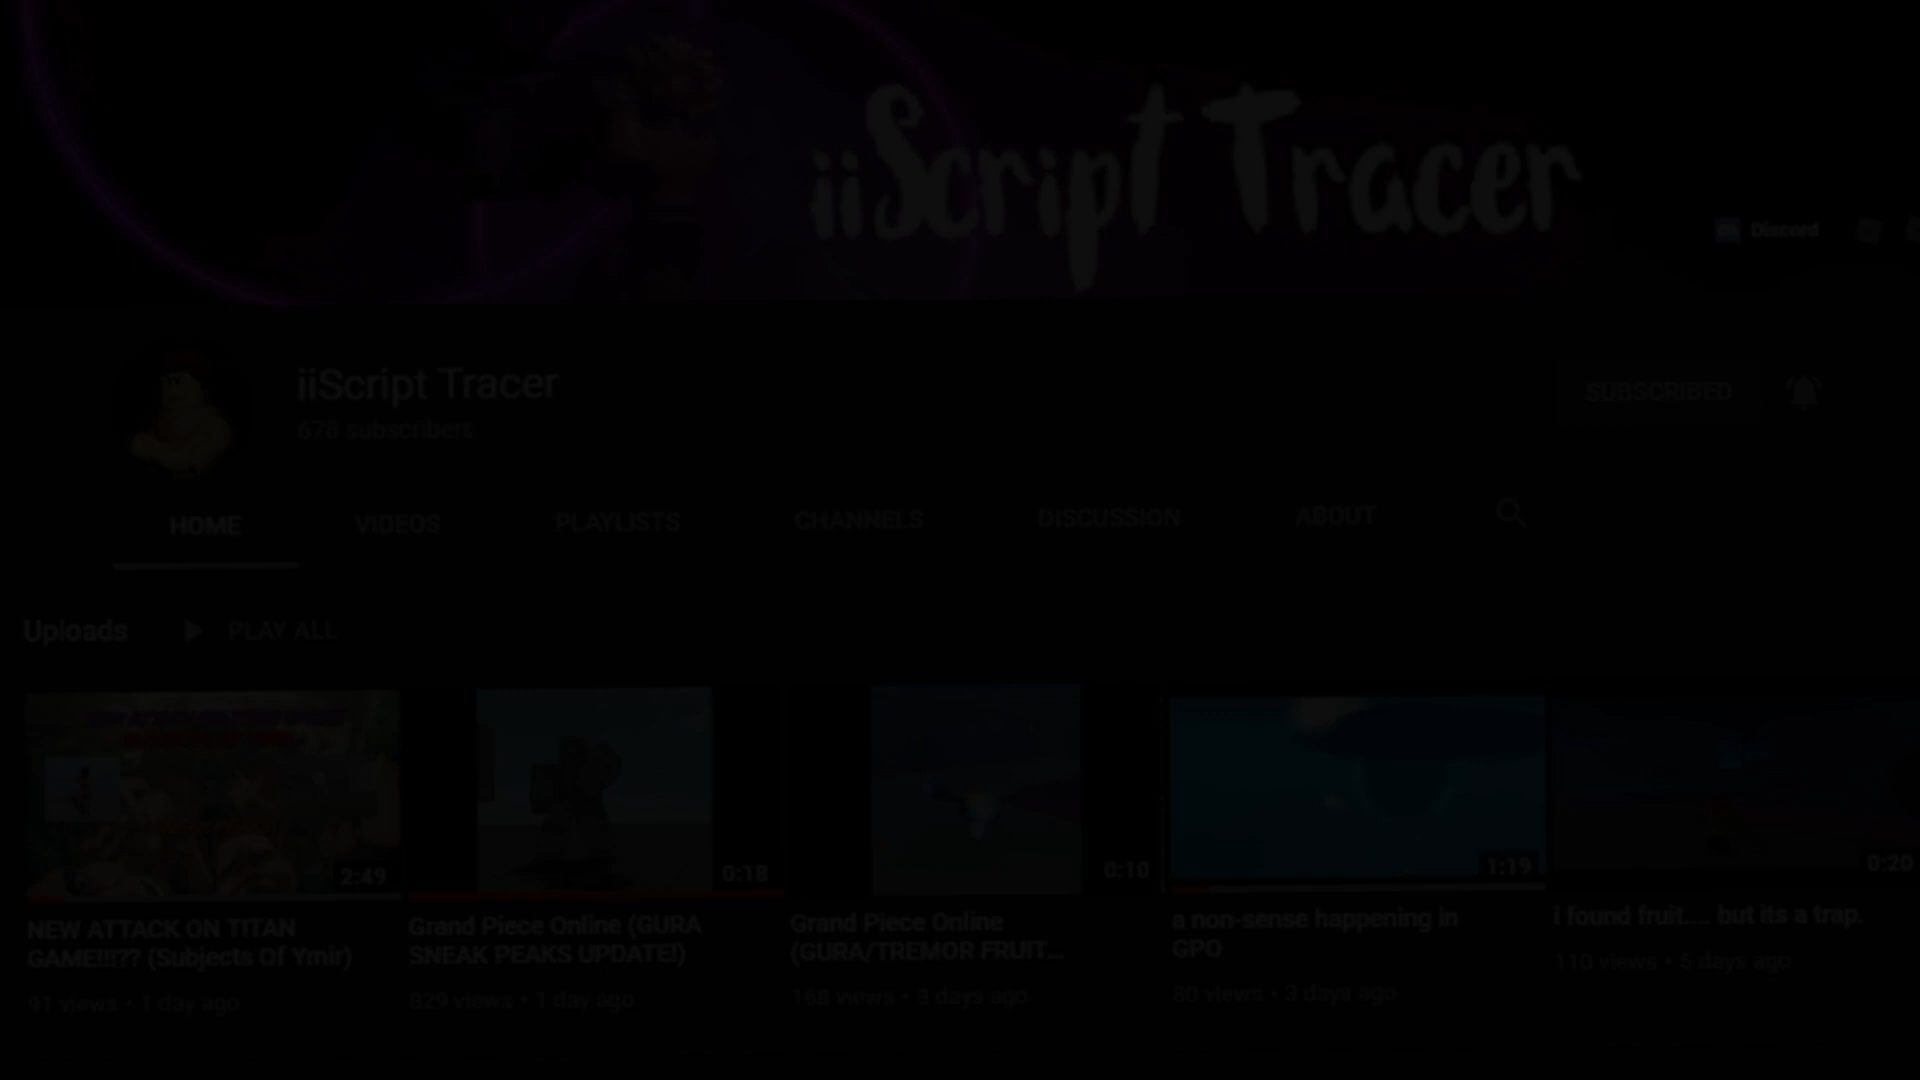 iiScript Tracer
Discord
iiScript Tracer
678 subscribers
SUBSCRIBED
HOME
VIDEOS
PLAYLISTS
CHANNELS
DISCUSSION
ABOUT
Uploads
PLAY ALL
2:49
0:18
0:10
1:19
0:20
NEW ATTACK ON TITAN
GAME!!!?? (Subjects Of Ymir)
91 views • 1 day ago
Grand Piece Online (GURA
SNEAK PEAKS UPDATE!)
829 views • 1 day ago
Grand Piece Online
(GURA/TREMOR FRUIT...
168 views • 3 days ago
a non-sense happening in
GPO
80 views • 3 days ago
i found fruit.... but its a trap.
110 views • 5 days ago